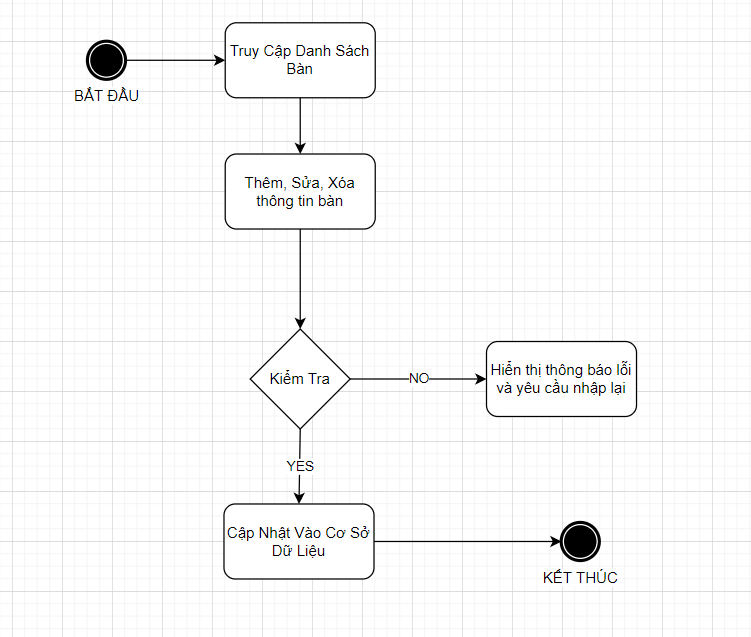 BẮT ĐẦU
Truy Cập Danh Sách
Bàn
Thêm, Sửa, Xóa
thông tin bàn
Kiểm Tra
NO
Hiển thị thông báo lỗi
và yêu cầu nhập lại
YES
Cập Nhật Vào Cơ Sở
Dữ Liệu
KẾT THÚC